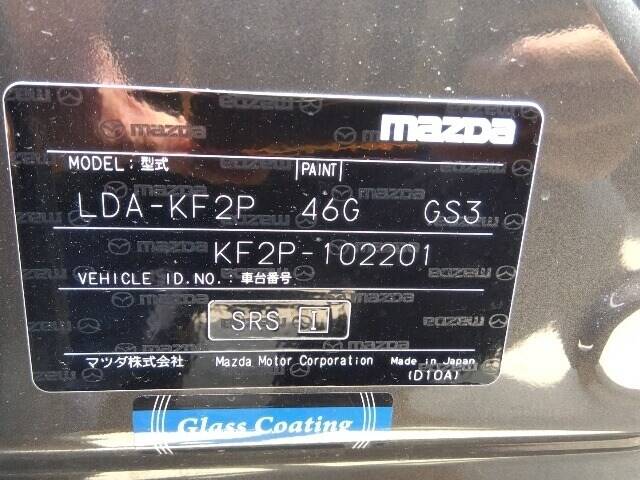 mazda
MODEL：型式 PAINT
LDA-KF2P 46G GS3
KF2P-102201
VEHICLE ID.NO.：車台番号
SRS I
マツダ株式会社 Mazda Motor Corporation Made in Japan
(D10A)
Glass Coating